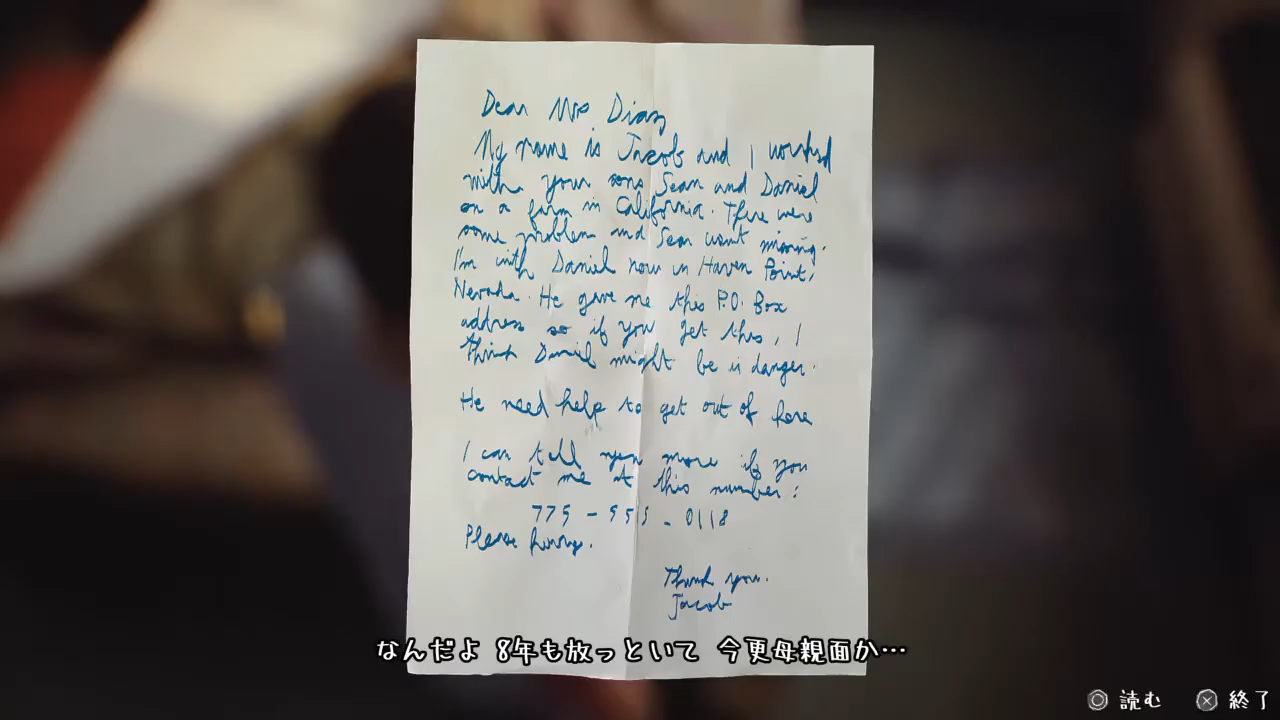 Dear Mrs. Diaz
My name is Jacob and I worked
with your sons Sean and Daniel
on a farm in California. There were
some problem and Sean went missing.
I'm with Daniel now in Haven Point,
Nevada. He gave me this P.O. Box
address so if you get this, I
think Daniel might be in danger.
He need help to get out of here
I can tell you more if you
contact me at this number:
775-555-0118
Please hurry.
Thank you.
Jacob
なんだよ 8年も放っといて 今更母親面か…
読む 終了